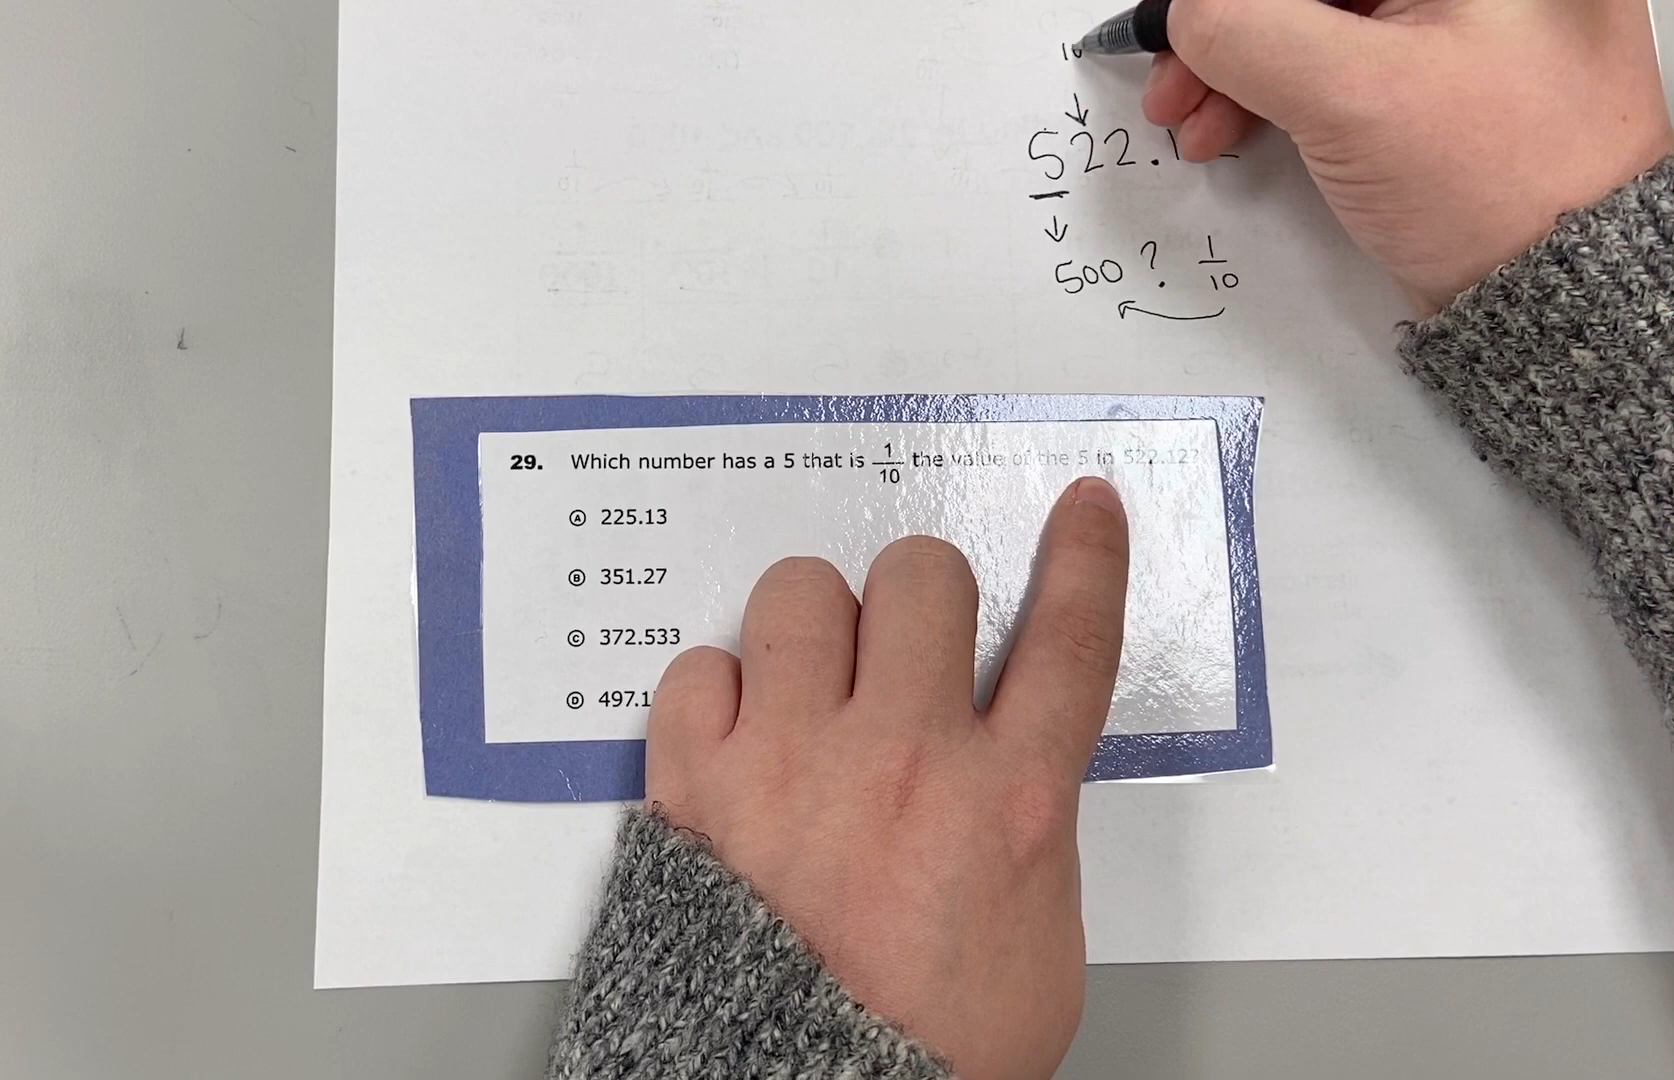 10
↓
522.1
↓
500 ? 1/10
29. Which number has a 5 that is 1/10 the value of the 5 in 522.12?
A 225.13
B 351.27
C 372.533
D 497.1